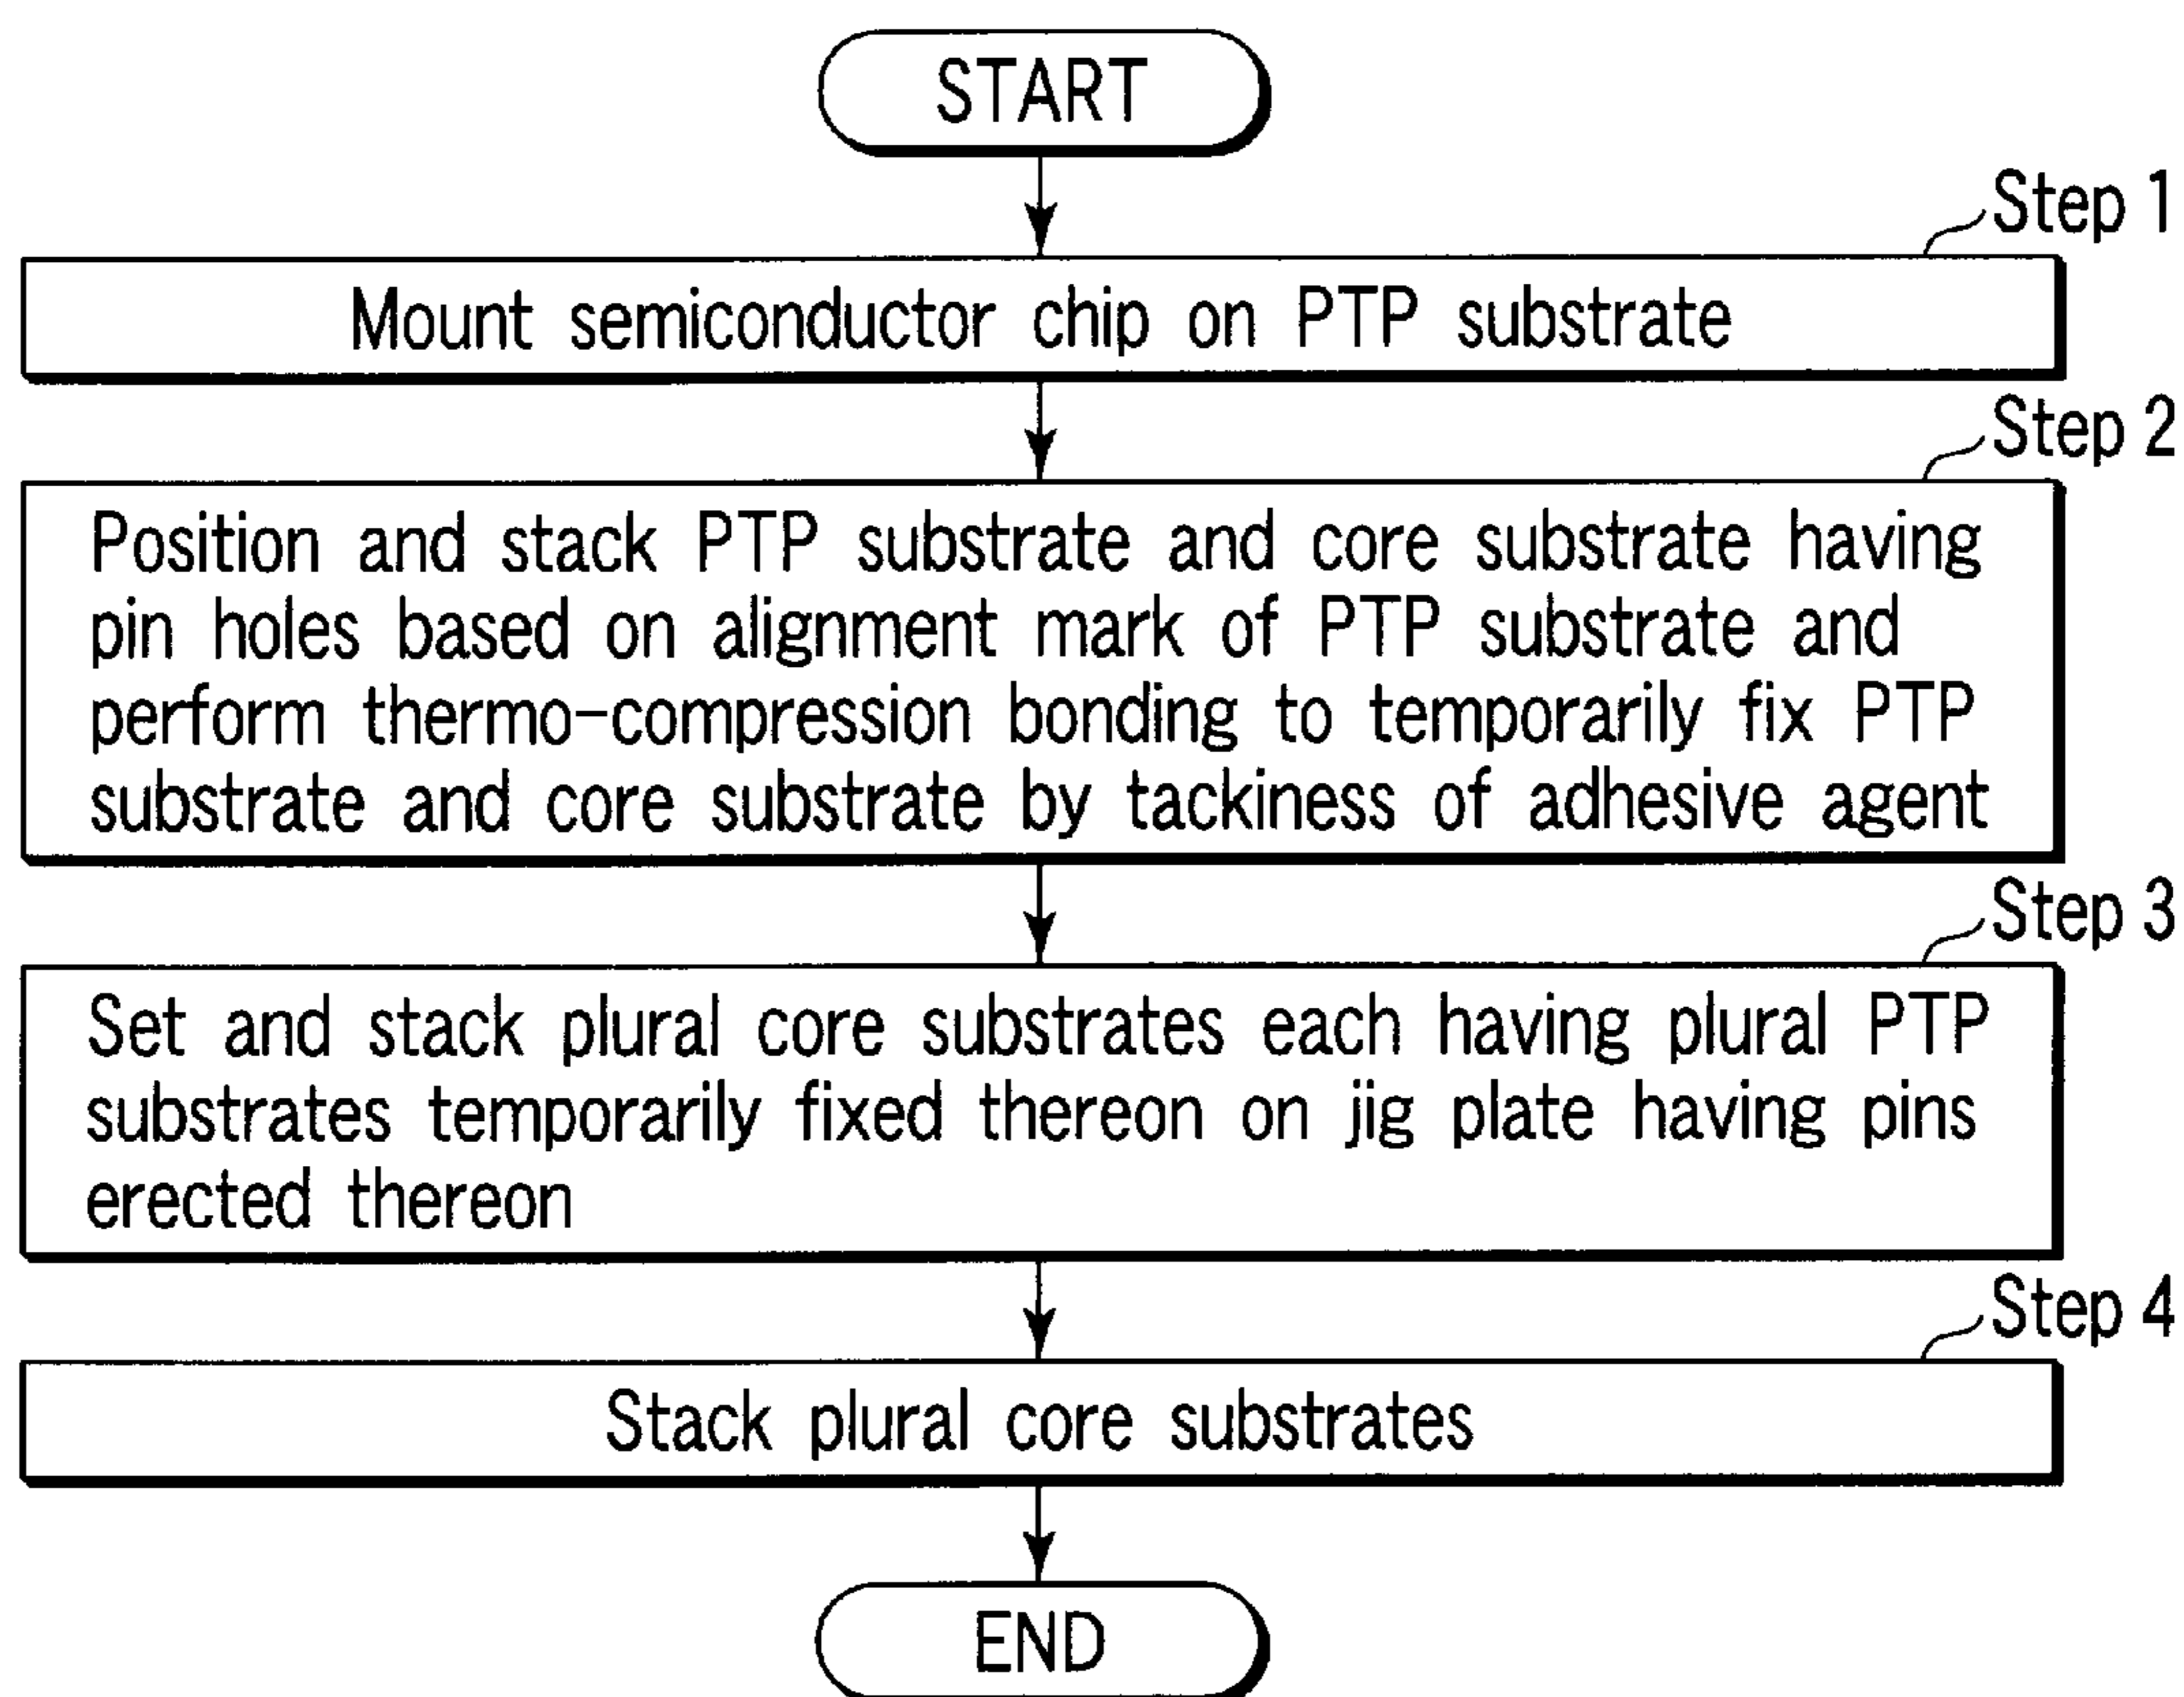 START
Step 1
Mount semiconductor chip on PTP substrate
Step 2
Position and stack PTP substrate and core substrate having
pin holes based on alignment mark of PTP substrate and
perform thermo-compression bonding to temporarily fix PTP
substrate and core substrate by tackiness of adhesive agent
Step 3
Set and stack plural core substrates each having plural PTP
substrates temporarily fixed thereon on jig plate having pins
erected thereon
Step 4
Stack plural core substrates
END